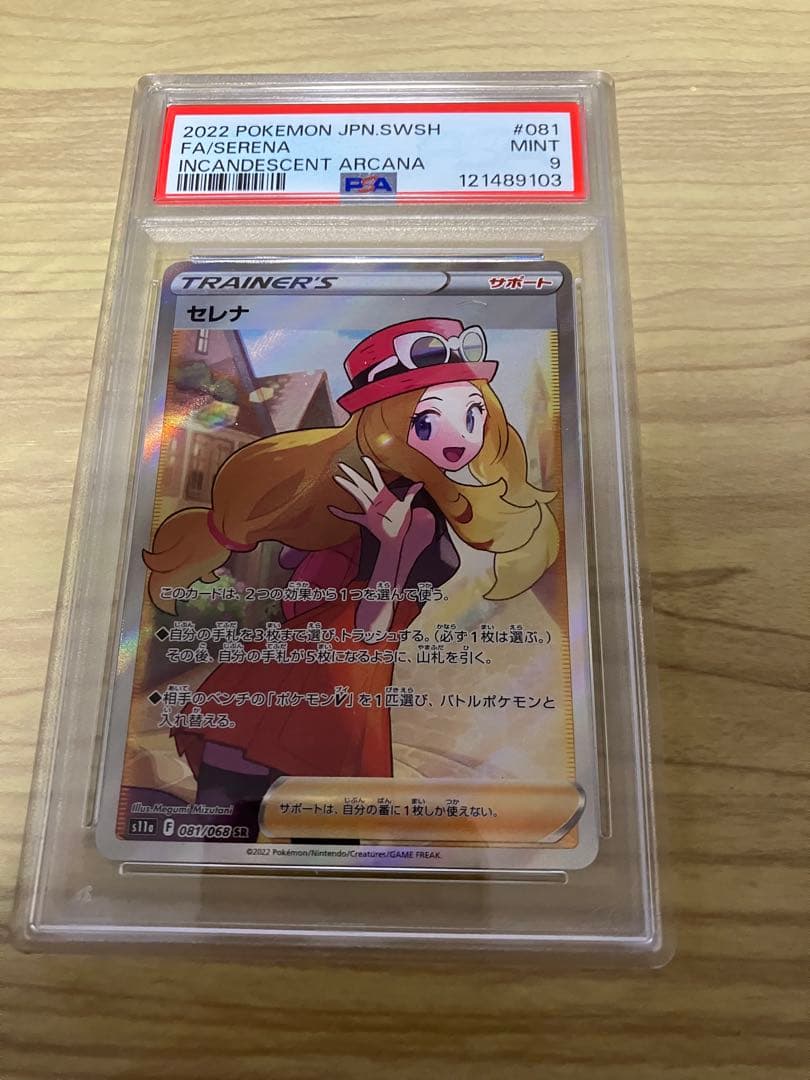 2022 POKEMON JPN.SWSH #081
FA/SERENA MINT
INCANDESCENT ARCANA 9
PSA 121489103
TRAINER'S サポート
セレナ
このカードは、2つの効果から1つを選んで使う。
◆自分の手札を3枚まで選び、トラッシュする。(必ず1枚は選ぶ。)
その後、自分の手札が5枚になるように、山札を引く。
◆相手のベンチの「ポケモンV」を1匹選び、バトルポケモンと
入れ替える。
Illus. Megumi Mizutani
サポートは、自分の番に1枚しか使えない。
s11a F 081/068 SR
©2022 Pokémon/Nintendo/Creatures/GAME FREAK.